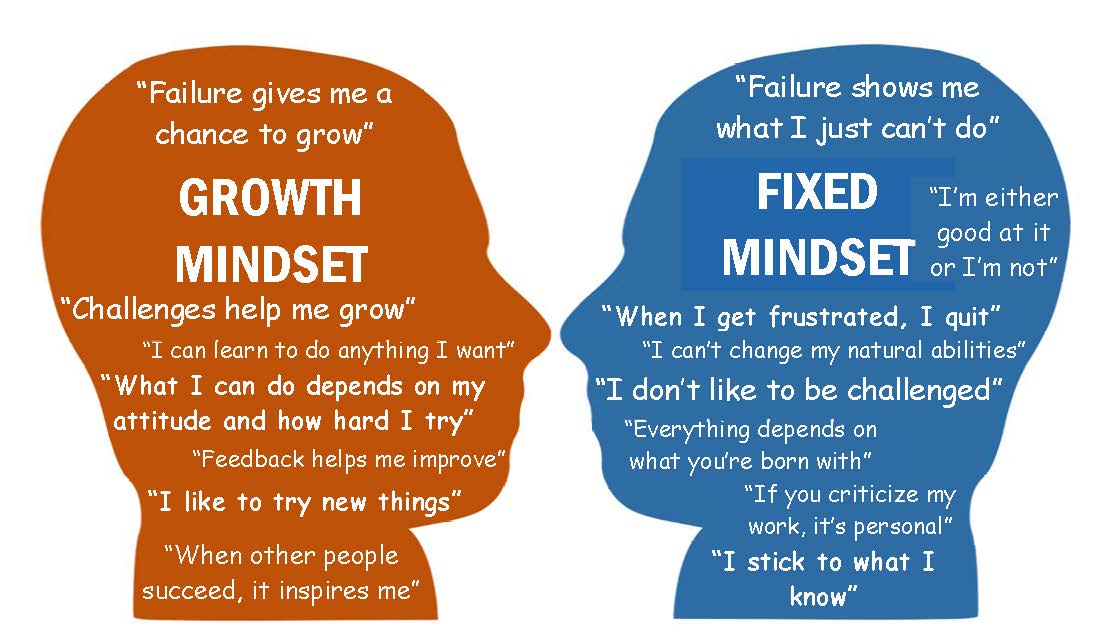 “Failure gives me a
chance to grow”
GROWTH
MINDSET
“Challenges help me grow”
“I can learn to do anything I want”
“What I can do depends on my
attitude and how hard I try”
“Feedback helps me improve”
“I like to try new things”
“When other people
succeed, it inspires me”
“Failure shows me
what I just can’t do”
FIXED
MINDSET
“I’m either
good at it
or I’m not”
“When I get frustrated, I quit”
“I can’t change my natural abilities”
“I don’t like to be challenged”
“Everything depends on
what you’re born with”
“If you criticize my
work, it’s personal”
“I stick to what I
know”